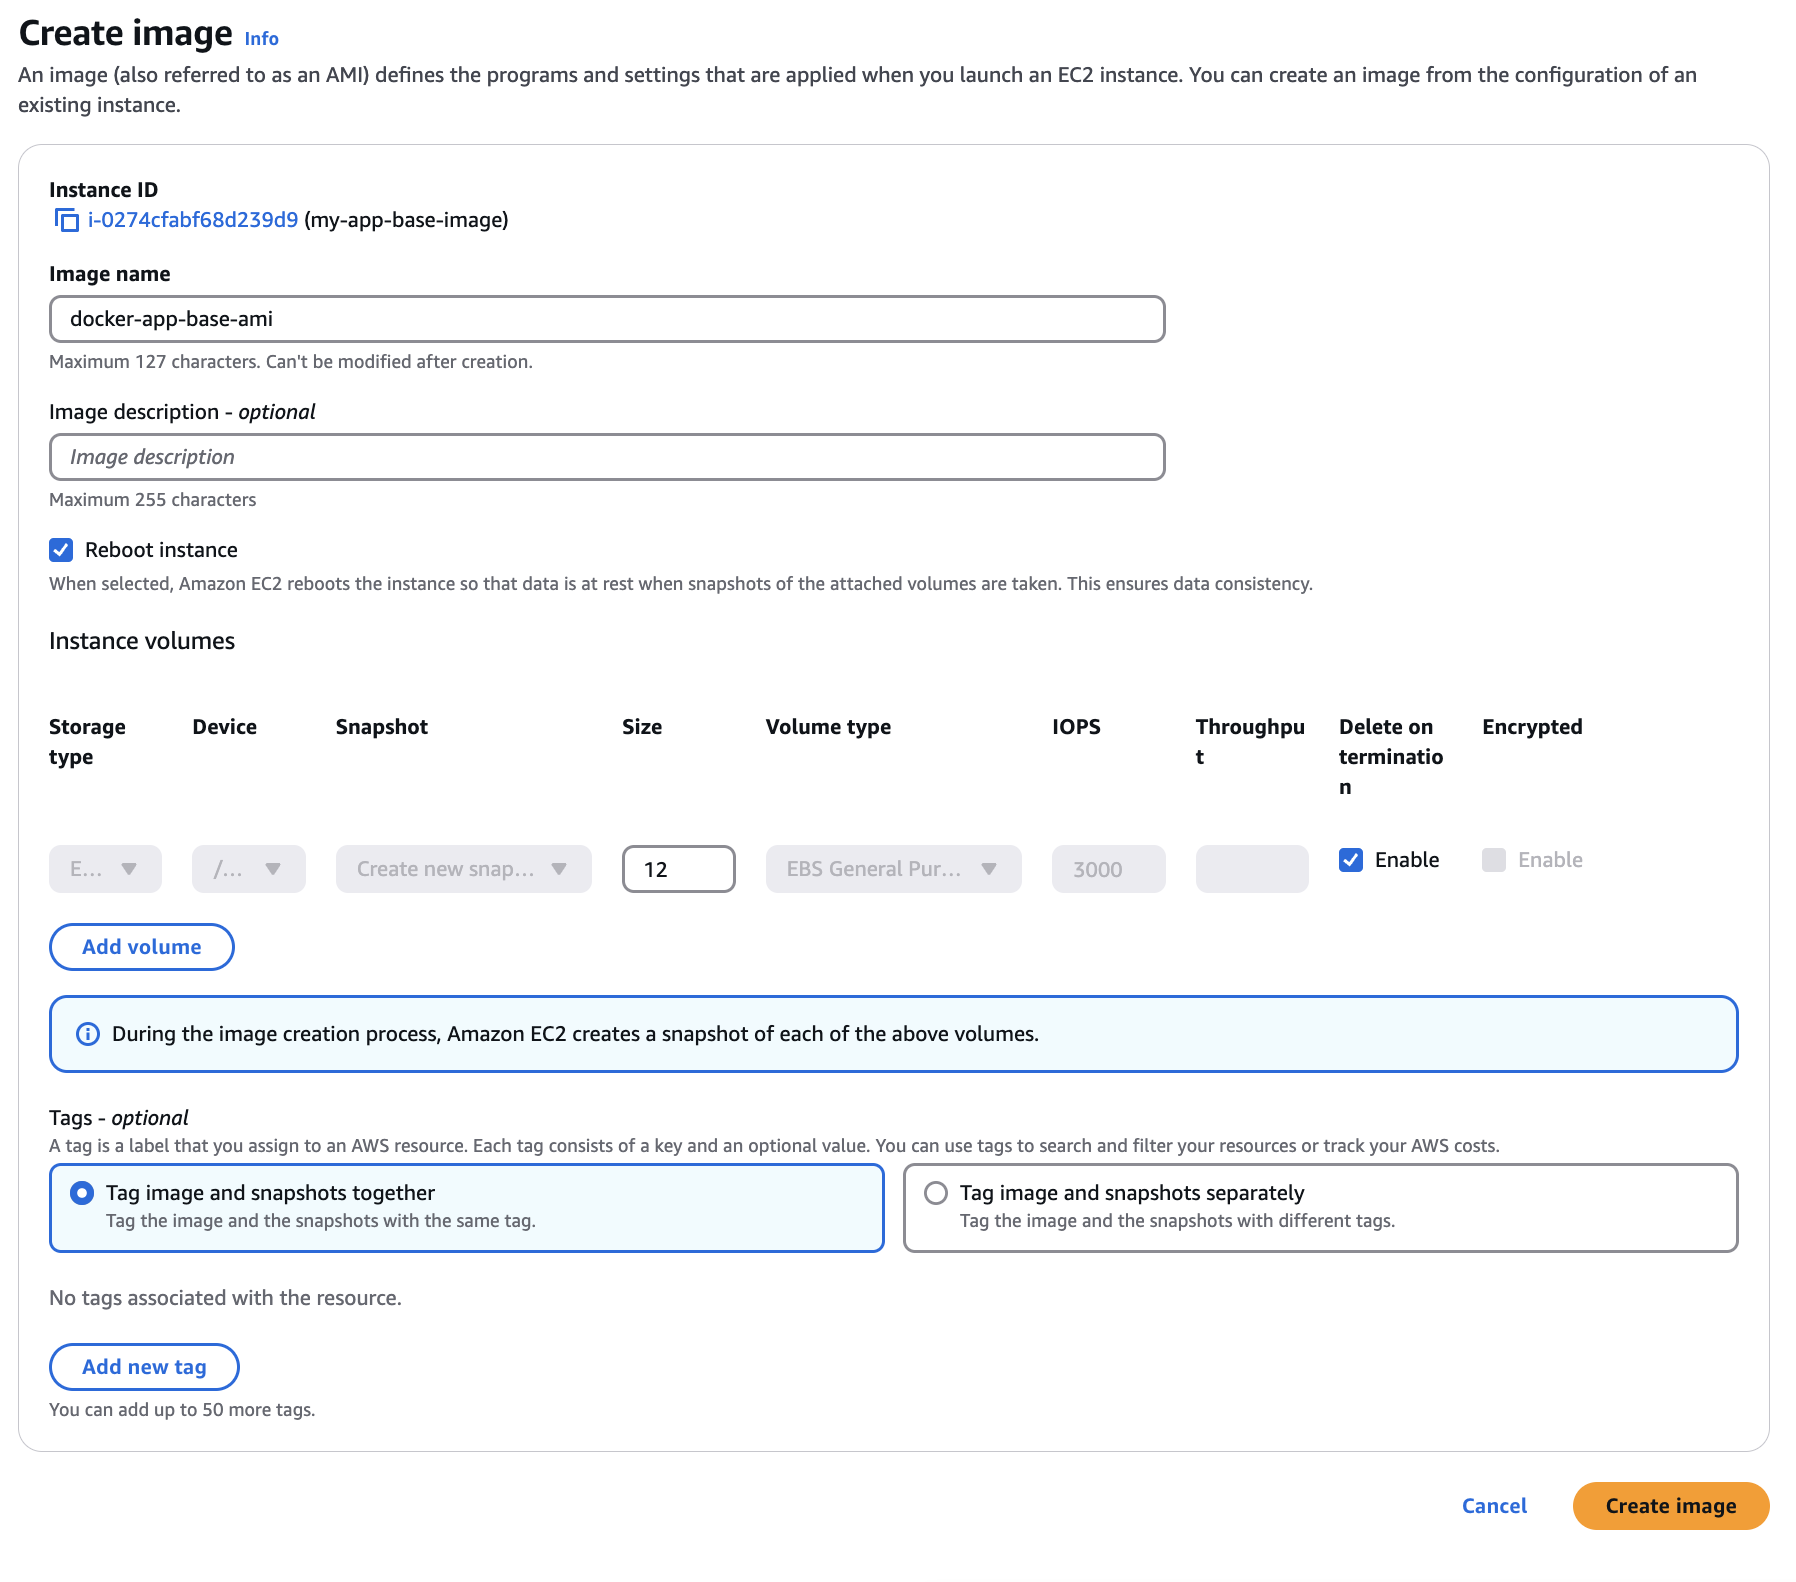 Create image Info
An image (also referred to as an AMI) defines the programs and settings that are applied when you launch an EC2 instance. You can create an image from the configuration of an
existing instance.
Instance ID
i-0274cfabf68d239d9 (my-app-base-image)
Image name
docker-app-base-ami
Maximum 127 characters. Can't be modified after creation.
Image description - optional
Image description
Maximum 255 characters
Reboot instance
When selected, Amazon EC2 reboots the instance so that data is at rest when snapshots of the attached volumes are taken. This ensures data consistency.
Instance volumes
Storage
type
Device
Snapshot
Size
Volume type
IOPS
Throughpu
t
Delete on
terminatio
n
Encrypted
E...
/...
Create new snap...
12
EBS General Pur...
3000
Enable
Enable
Add volume
During the image creation process, Amazon EC2 creates a snapshot of each of the above volumes.
Tags - optional
A tag is a label that you assign to an AWS resource. Each tag consists of a key and an optional value. You can use tags to search and filter your resources or track your AWS costs.
Tag image and snapshots together
Tag the image and the snapshots with the same tag.
Tag image and snapshots separately
Tag the image and the snapshots with different tags.
No tags associated with the resource.
Add new tag
You can add up to 50 more tags.
Cancel
Create image